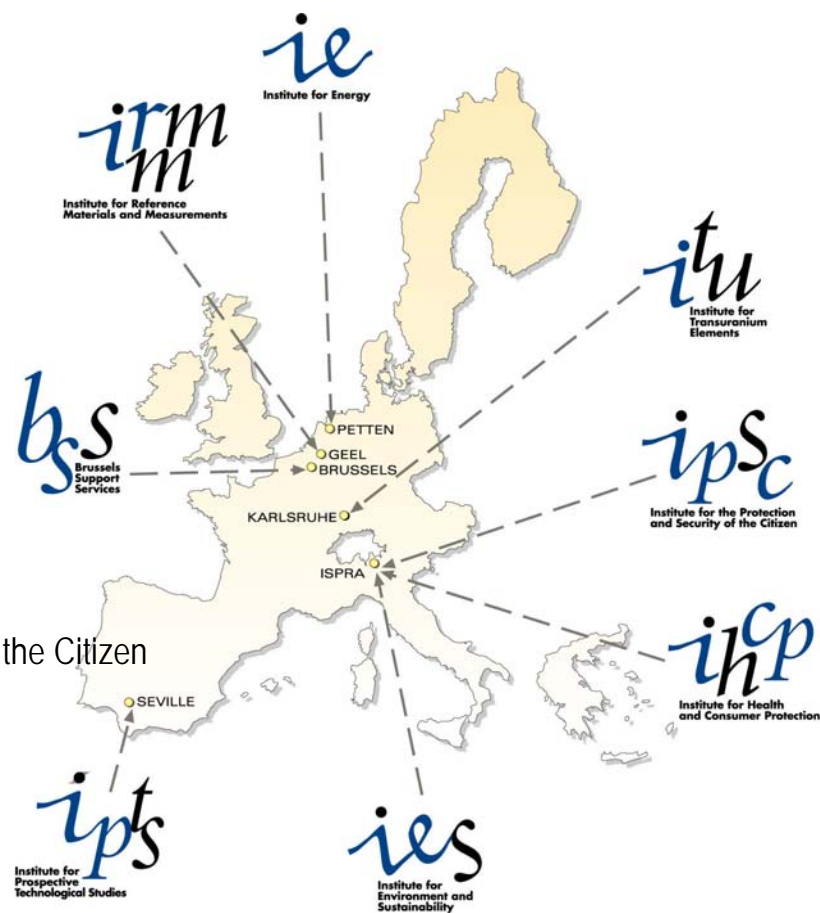 ie
Institute for Energy
irmm
Institute for Reference
Materials and Measurements
itu
Institute for
Transuranium
Elements
bss
Brussels
Support
Services
PETTEN
GEEL
BRUSSELS
KARLSRUHE
ISPRA
SEVILLE
ipsc
Institute for the Protection
and Security of the Citizen
the Citizen
ihcp
Institute for Health
and Consumer Protection
ipts
Institute for
Prospective
Technological Studies
ies
Institute for
Environment and
Sustainability